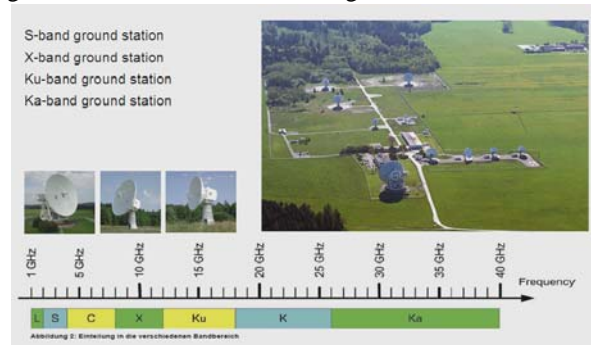 S-band ground station
X-band ground station
Ku-band ground station
Ka-band ground station
1 GHz
5 GHz
10 GHz
15 GHz
20 GHz
25 GHz
30 GHz
35 GHz
40 GHz
Frequency
L S C X Ku K Ka
Abbildung 2: Einteilung in die verschiedenen Bandbereich